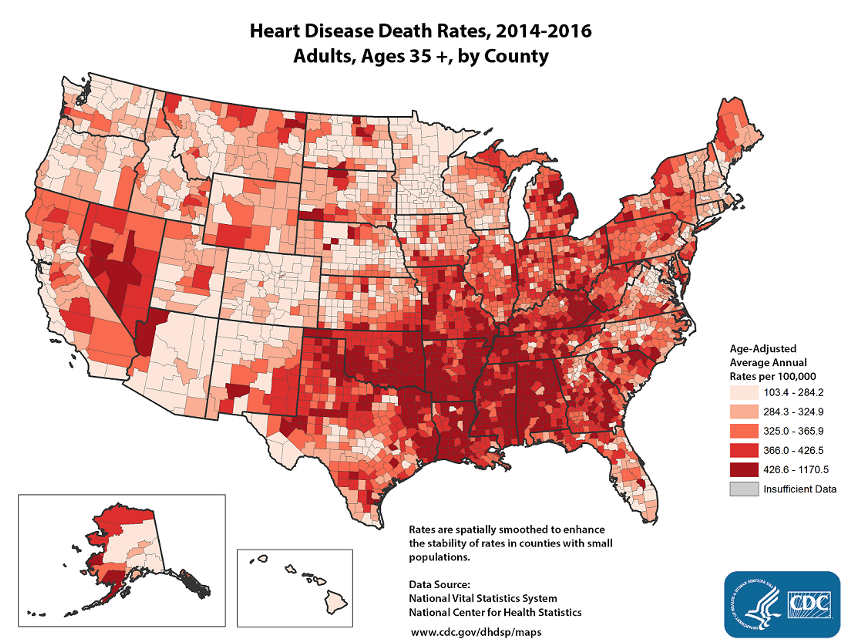 Heart Disease Death Rates, 2014-2016
Adults, Ages 35 +, by County
Age-Adjusted
Average Annual
Rates per 100,000
103.4 - 284.2
284.3 - 324.9
325.0 - 365.9
366.0 - 426.5
426.6 - 1170.5
Insufficient Data
Rates are spatially smoothed to enhance
the stability of rates in counties with small
populations.
Data Source:
National Vital Statistics System
National Center for Health Statistics
www.cdc.gov/dhdsp/maps
CDC